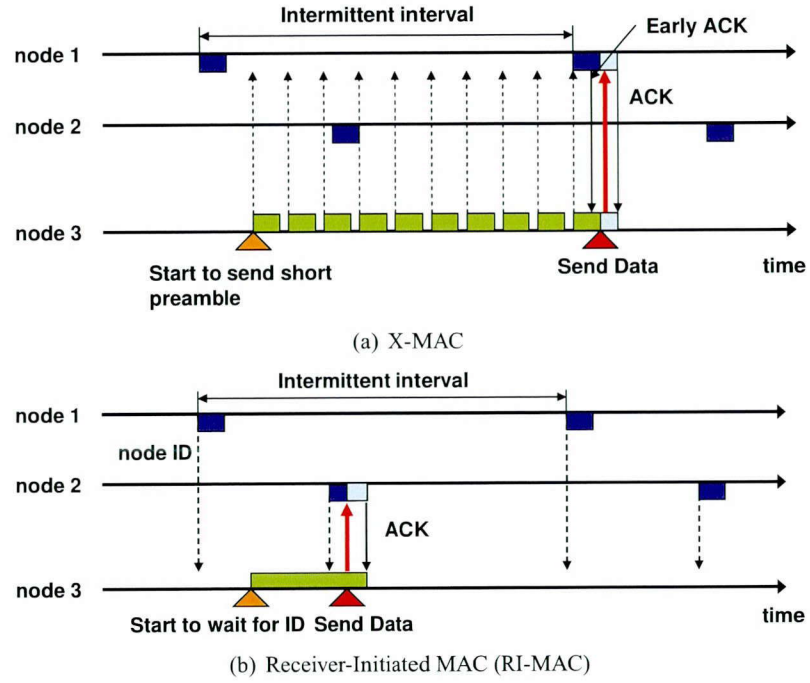 Intermittent interval
Early ACK
node 1
ACK
node 2
node 3
Start to send short
preamble
Send Data
time
(a) X-MAC
Intermittent interval
node 1
node ID
node 2
ACK
node 3
time
Start to wait for ID
Send Data
(b) Receiver-Initiated MAC (RI-MAC)